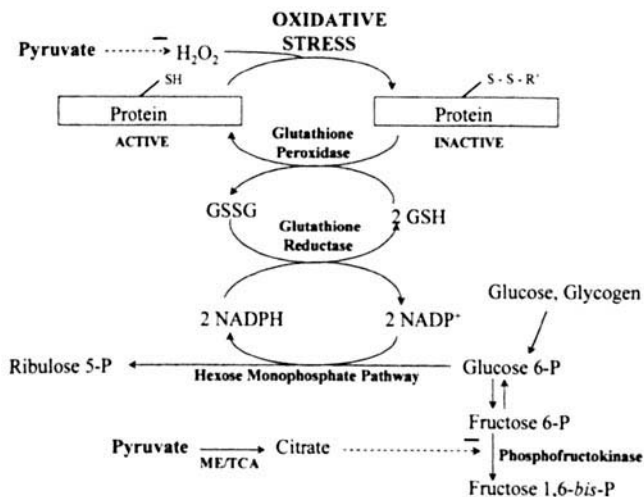 OXIDATIVE
STRESS
Pyruvate
H₂O₂
SH
S - S - R'
Protein
Protein
ACTIVE
INACTIVE
Glutathione
Peroxidase
GSSG
2 GSH
Glutathione
Reductase
Glucose, Glycogen
2 NADPH
2 NADP⁺
Ribulose 5-P
Hexose Monophosphate Pathway
Glucose 6-P
Fructose 6-P
Pyruvate
ME/TCA
Citrate
Phosphofructokinase
Fructose 1,6-bis-P